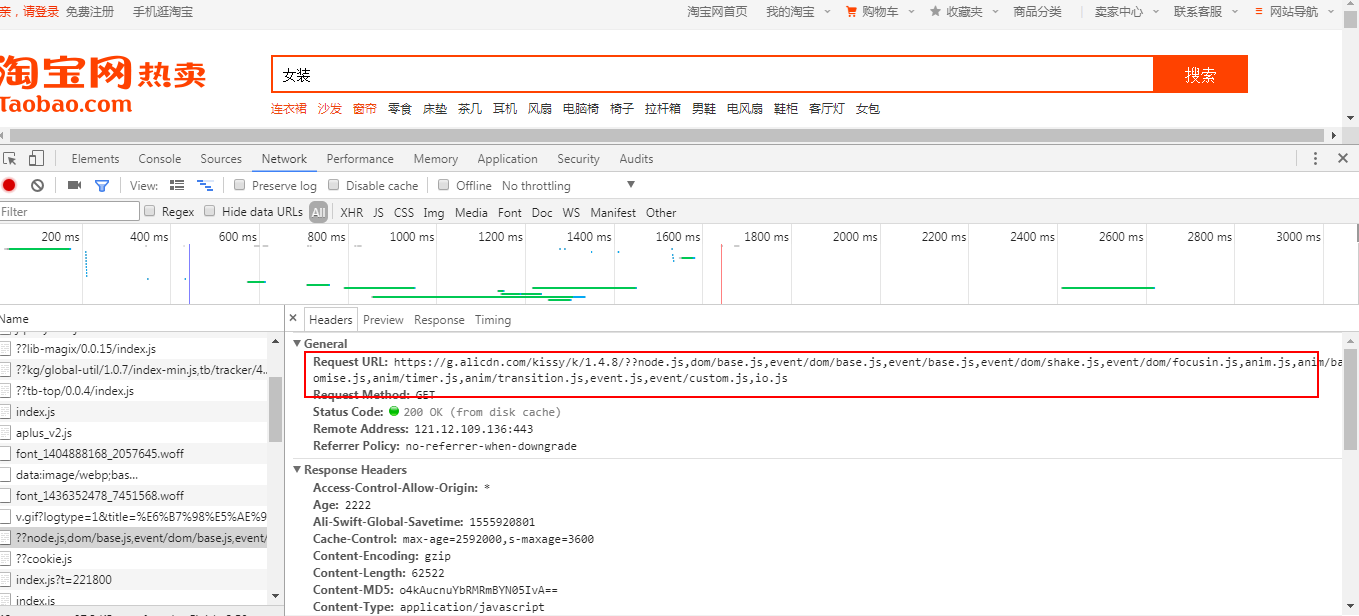 亲，请登录 免费注册 手机逛淘宝 淘宝网首页 我的淘宝 购物车 收藏夹 商品分类 卖家中心 联系客服 网站导航
淘宝网热卖
Taobao.com
女装 搜索
连衣裙 沙发 窗帘 零食 床垫 茶几 耳机 风扇 电脑椅 椅子 拉杆箱 男鞋 电风扇 鞋柜 客厅灯 女包
Elements Console Sources Network Performance Memory Application Security Audits
View: Preserve log Disable cache Offline No throttling
Filter Regex Hide data URLs All XHR JS CSS Img Media Font Doc WS Manifest Other
200 ms 400 ms 600 ms 800 ms 1000 ms 1200 ms 1400 ms 1600 ms 1800 ms 2000 ms 2200 ms 2400 ms 2600 ms 2800 ms 3000 ms
Name
??lib-magix/0.0.15/index.js
??kg/global-util/1.0.7/index-min.js,tb/tracker/4..
??tb-top/0.0.4/index.js
index.js
aplus_v2.js
font_1404888168_2057645.woff
data:image/webp;bas...
font_1436352478_7451568.woff
v.gif?logtype=1&title=%E6%B7%98%E5%AE%9
??node.js,dom/base.js,event/dom/base.js,event/
??cookie.js
index.js?t=221800
index.js
Headers Preview Response Timing
General
Request URL: https://g.alicdn.com/kissy/k/1.4.8/??node.js,dom/base.js,event/dom/base.js,event/base.js,event/dom/shake.js,event/dom/focusin.js,anim.js,anim/ba
omise.js,anim/timer.js,anim/transition.js,event.js,event/custom.js,io.js
Request Method: GET
Status Code: 200 OK (from disk cache)
Remote Address: 121.12.109.136:443
Referrer Policy: no-referrer-when-downgrade
Response Headers
Access-Control-Allow-Origin: *
Age: 2222
Ali-Swift-Global-Savetime: 1555920801
Cache-Control: max-age=2592000,s-maxage=3600
Content-Encoding: gzip
Content-Length: 62522
Content-MD5: o4kAucnuYbRMRmBYN05IvA==
Content-Type: application/javascript